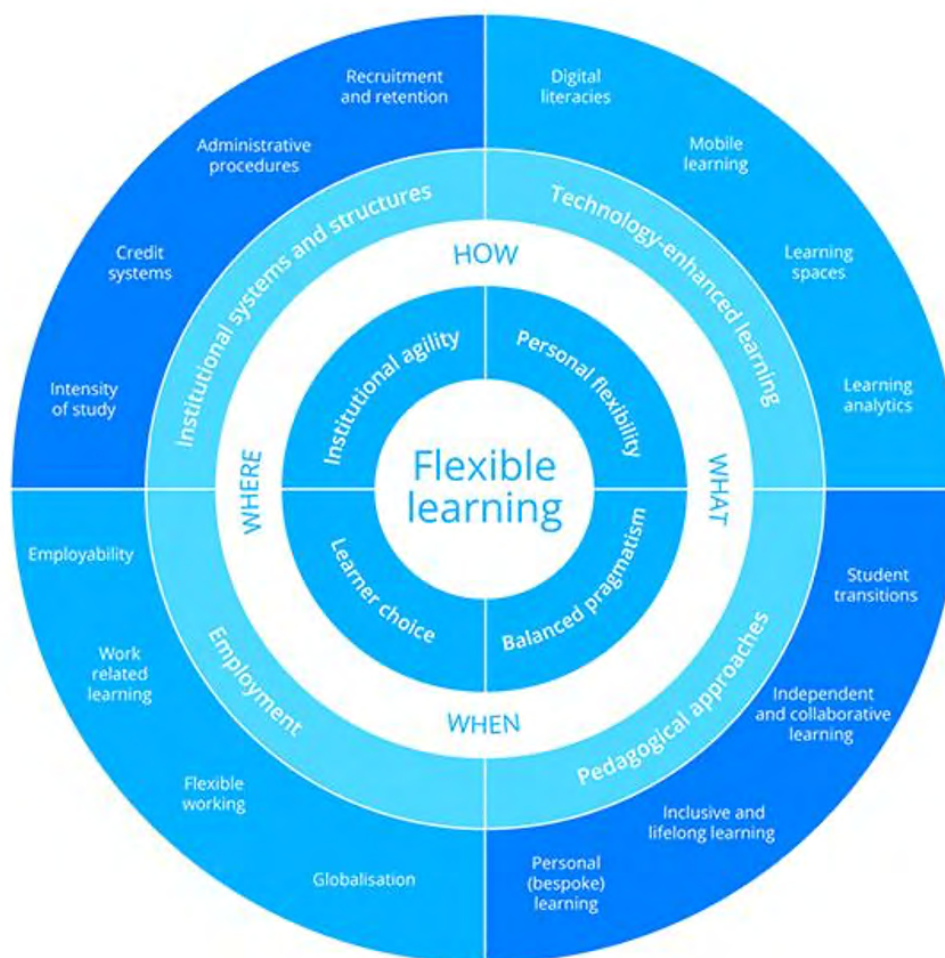 Recruitment
and retention
Administrative
procedures
Credit
systems
Intensity
of study
Digital
literacies
Mobile
learning
Learning
spaces
Learning
analytics
Institutional systems and structures
Technology-enhanced learning
HOW
WHERE
WHAT
WHEN
Institutional agility
Personal flexibility
Flexible
learning
Learner choice
Balanced pragmatism
Employment
Pedagogical approaches
Employability
Work
related
learning
Flexible
working
Globalisation
Student
transitions
Independent
and collaborative
learning
Inclusive and
lifelong learning
Personal
(bespoke)
learning